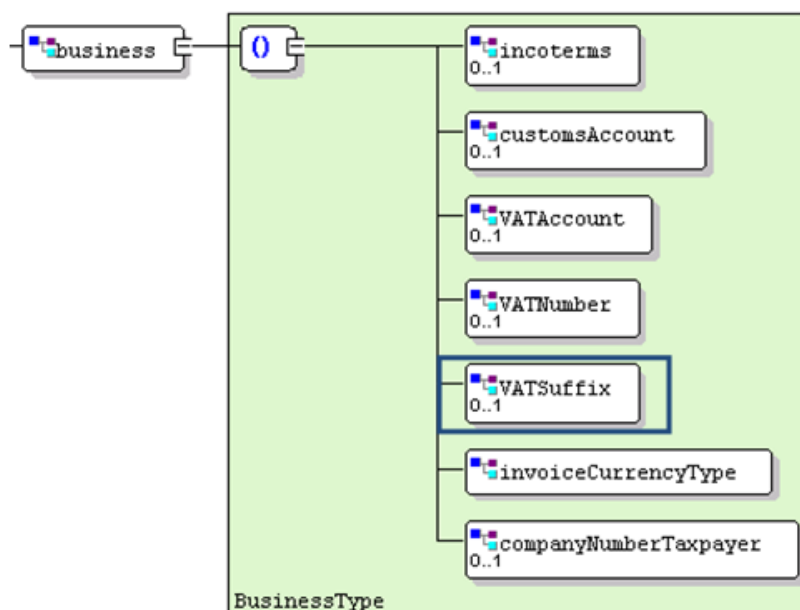 business
()
incoterms
0..1
customsAccount
0..1
VATAccount
0..1
VATNumber
0..1
VATSuffix
0..1
invoiceCurrencyType
companyNumberTaxpayer
0..1
BusinessType